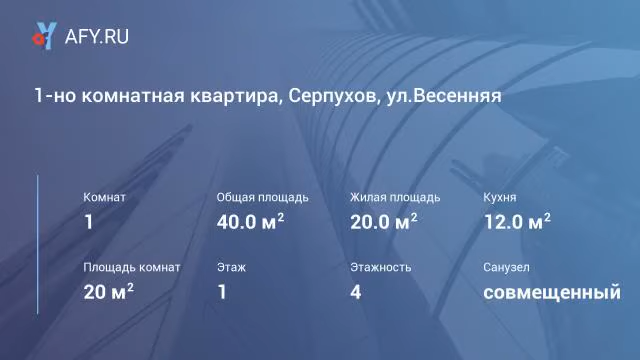 AFY.RU
1-но комнатная квартира, Серпухов, ул.Весенняя
Комнат
Общая площадь
Жилая площадь
Кухня
1
40.0 м²
20.0 м²
12.0 м²
Площадь комнат
Этаж
Этажность
Санузел
20 м²
1
4
совмещенный